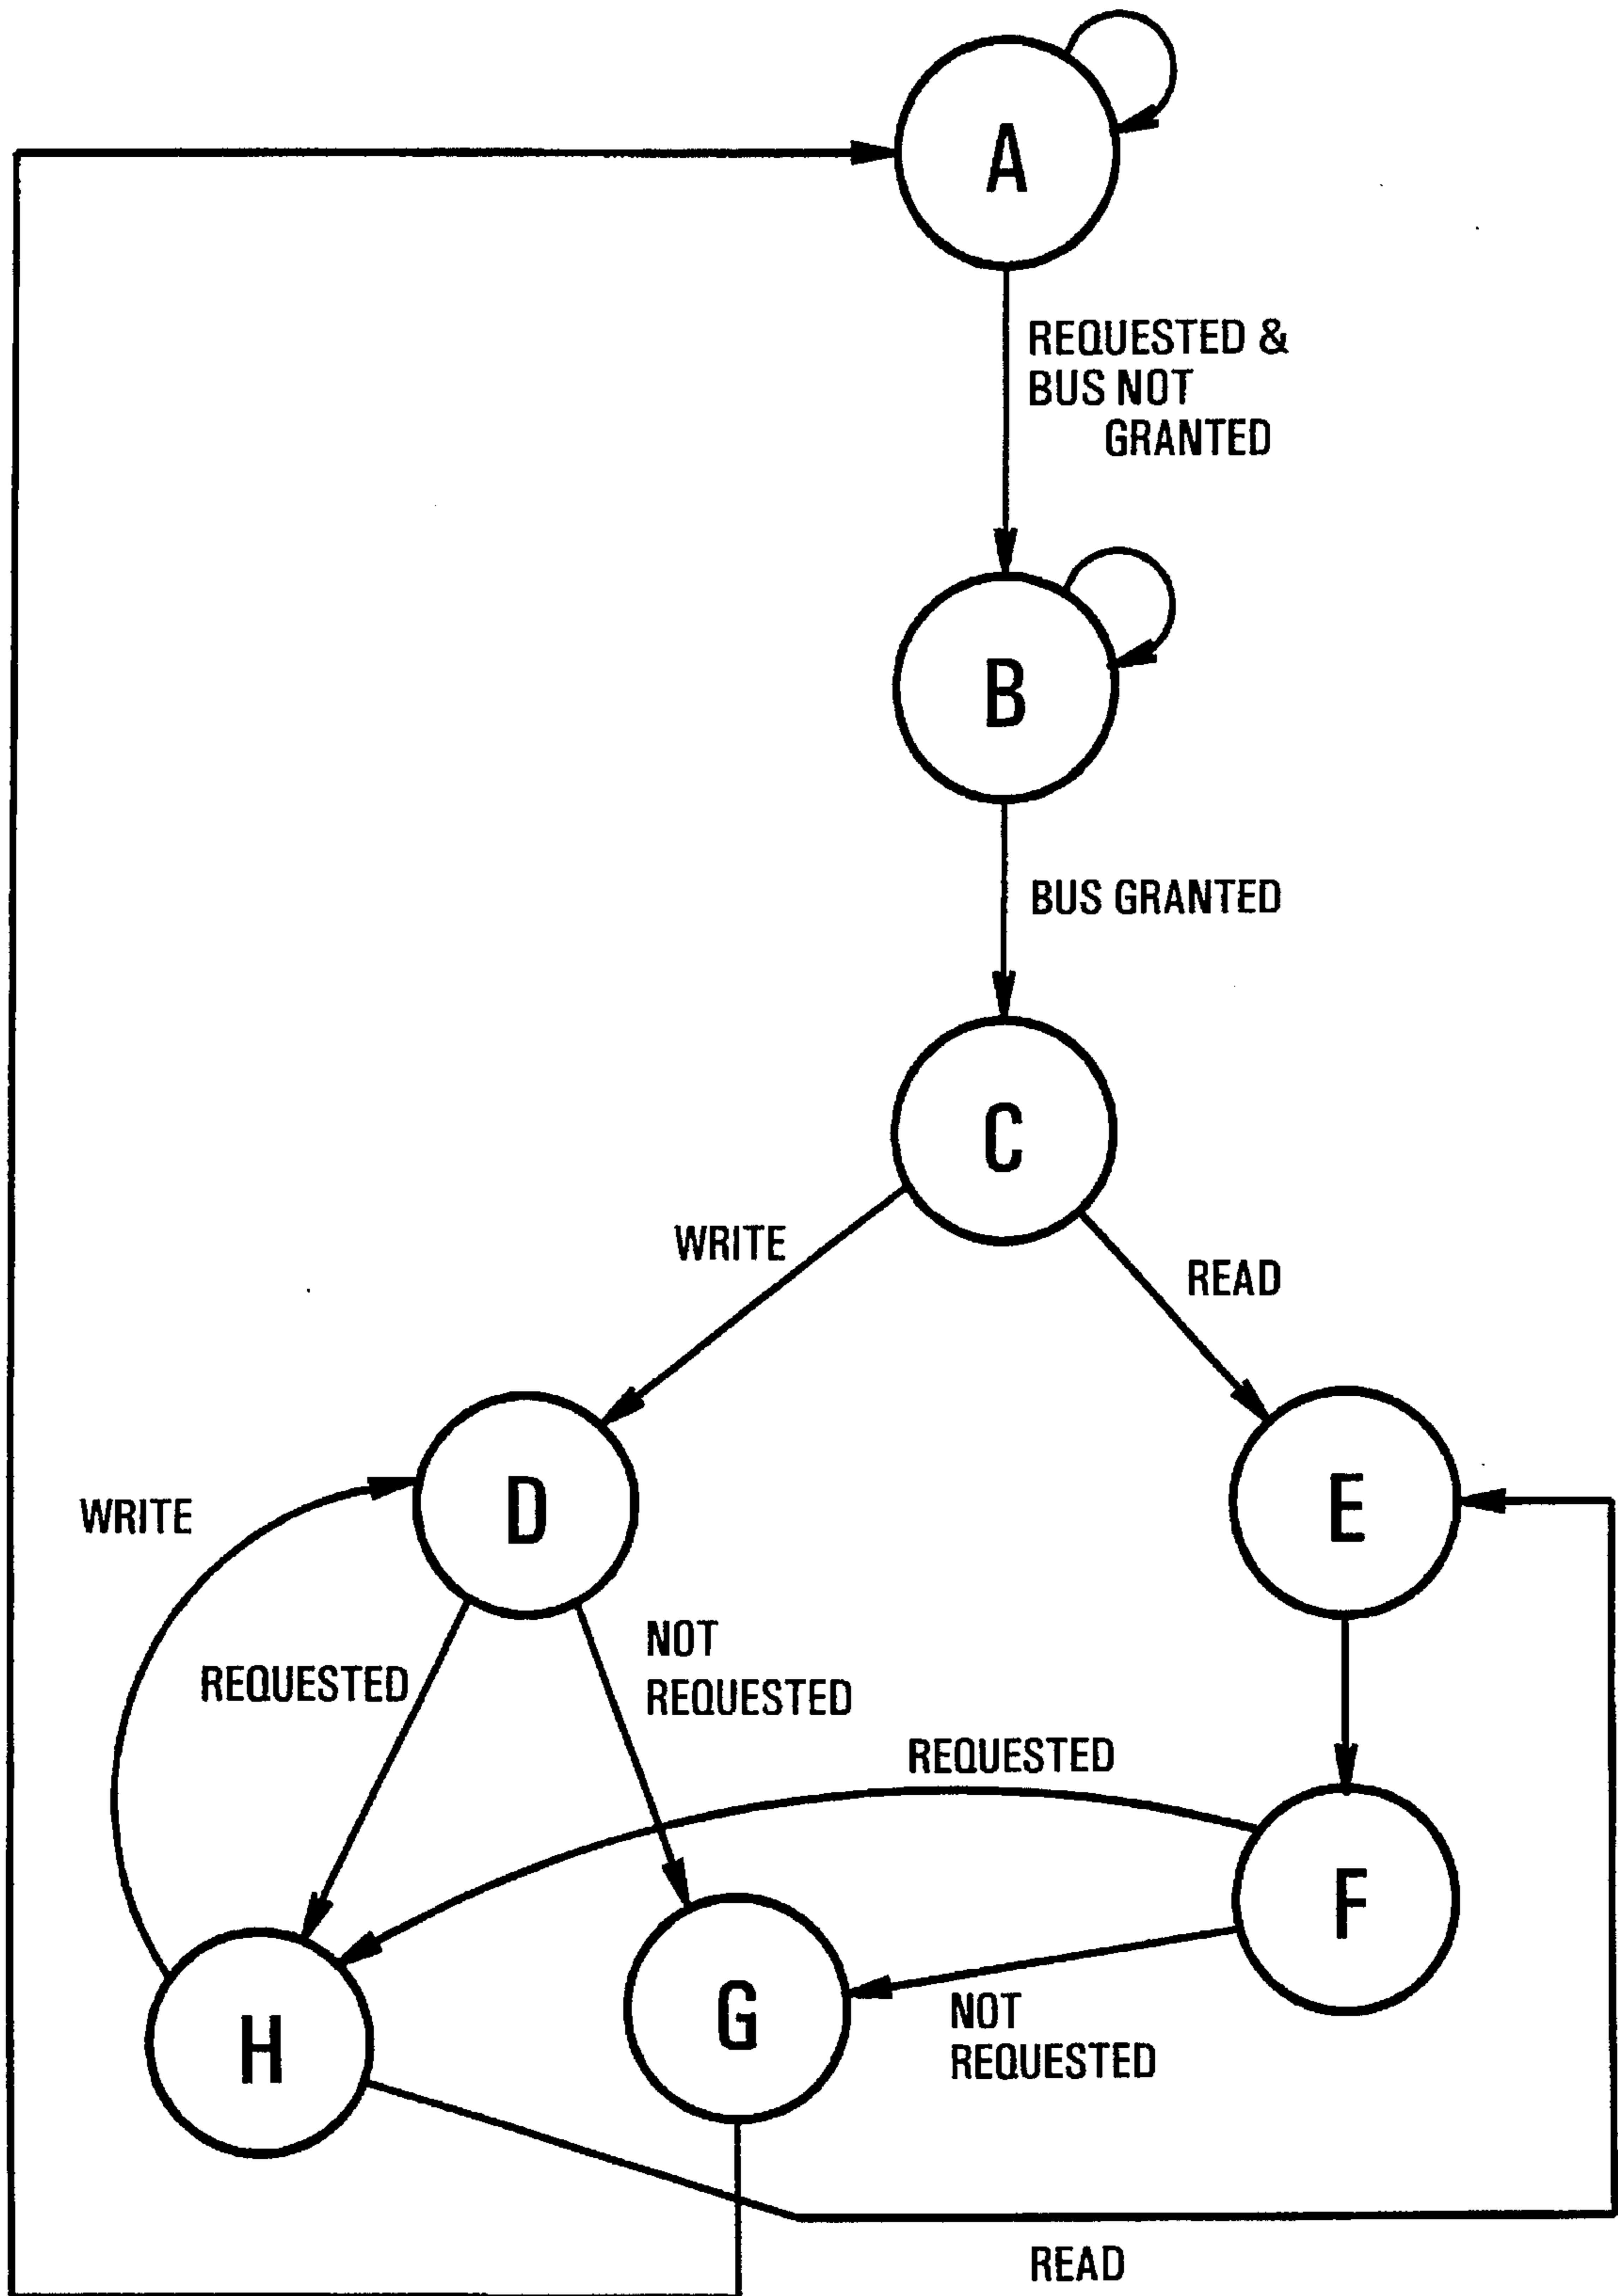 A
REQUESTED &
BUS NOT
GRANTED
B
BUS GRANTED
C
WRITE
READ
D
E
WRITE
NOT
REQUESTED
REQUESTED
REQUESTED
F
G
NOT
REQUESTED
H
READ